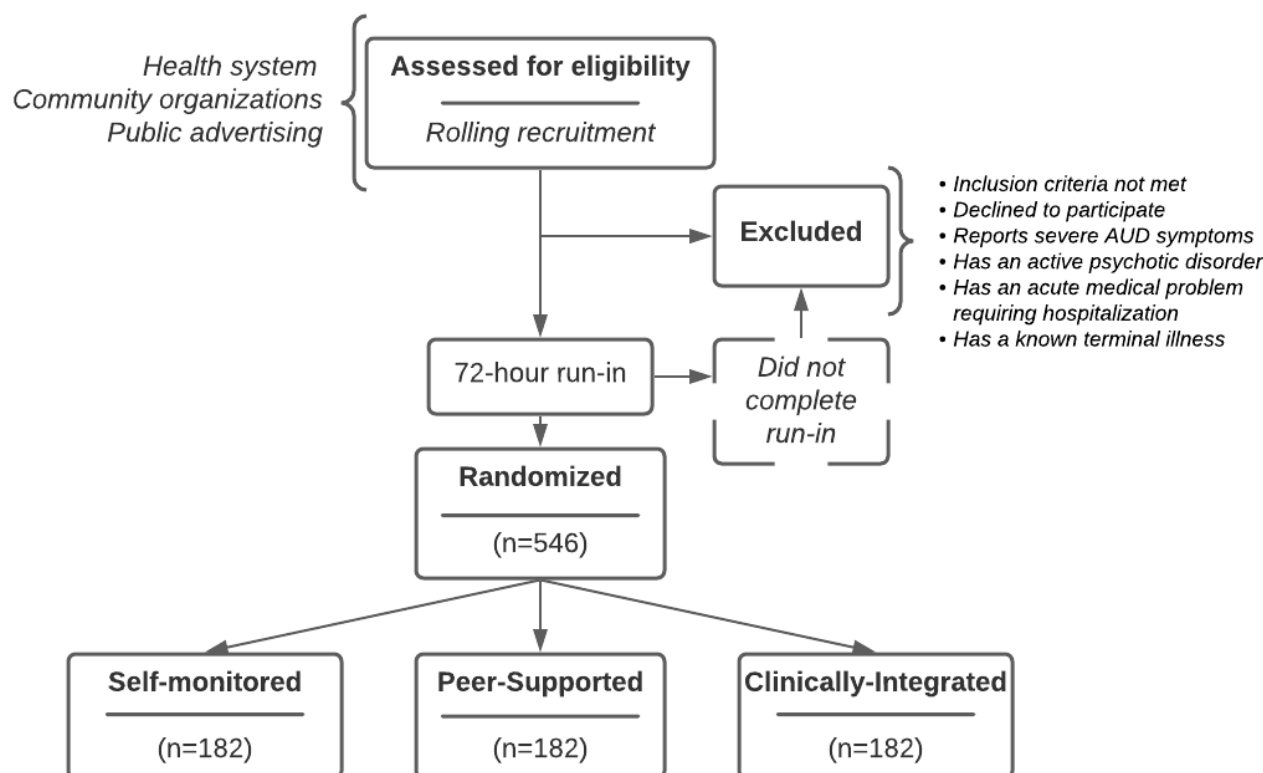 Health system
Community organizations
Public advertising
Assessed for eligibility
Rolling recruitment
Excluded
• Inclusion criteria not met
• Declined to participate
• Reports severe AUD symptoms
• Has an active psychotic disorder
• Has an acute medical problem
requiring hospitalization
• Has a known terminal illness
72-hour run-in
Did not
complete
run-in
Randomized
(n=546)
Self-monitored
(n=182)
Peer-Supported
(n=182)
Clinically-Integrated
(n=182)